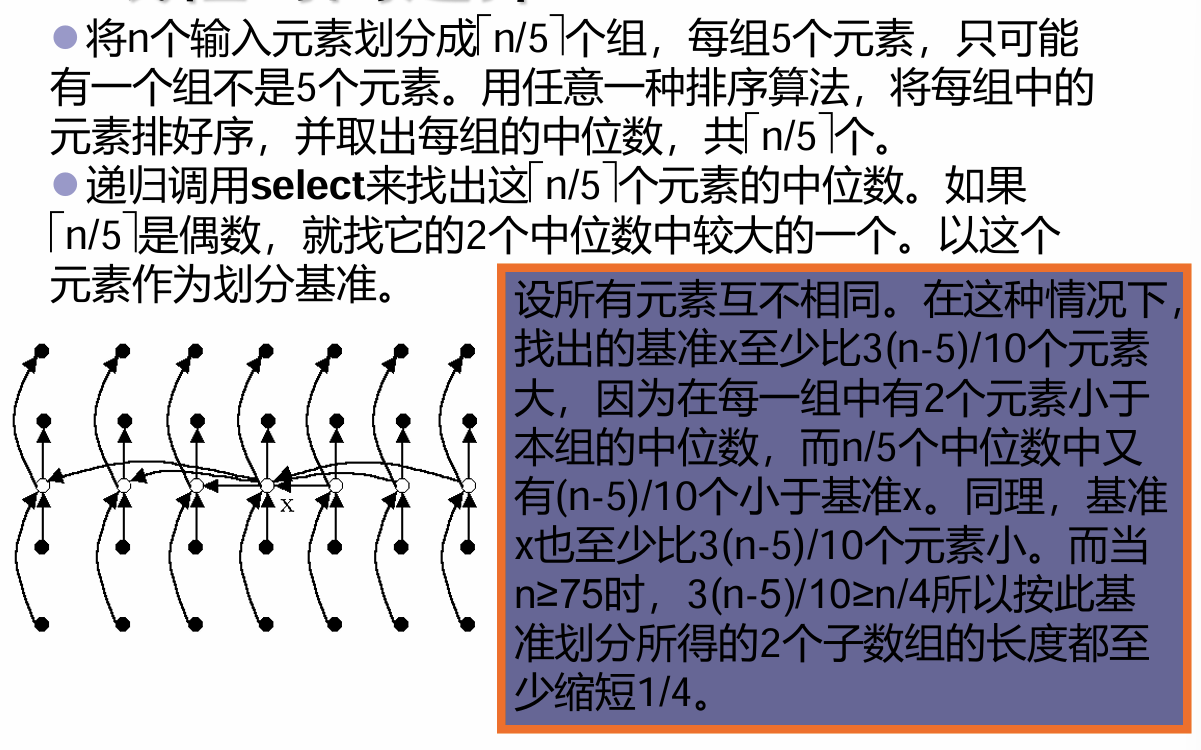 将n个输入元素划分成⌈n/5⌉个组，每组5个元素，只可能
有一个组不是5个元素。用任意一种排序算法，将每组中的
元素排好序，并取出每组的中位数，共⌈n/5⌉个。
递归调用select来找出这⌈n/5⌉个元素的中位数。如果
⌈n/5⌉是偶数，就找它的2个中位数中较大的一个。以这个
元素作为划分基准。
设所有元素互不相同。在这种情况下，
找出的基准x至少比3(n-5)/10个元素
大，因为在每一组中有2个元素小于
本组的中位数，而n/5个中位数中又
有(n-5)/10个小于基准x。同理，基准
x也至少比3(n-5)/10个元素小。而当
n≥75时，3(n-5)/10≥n/4所以按此基
准划分所得的2个子数组的长度都至
少缩短1/4。
x